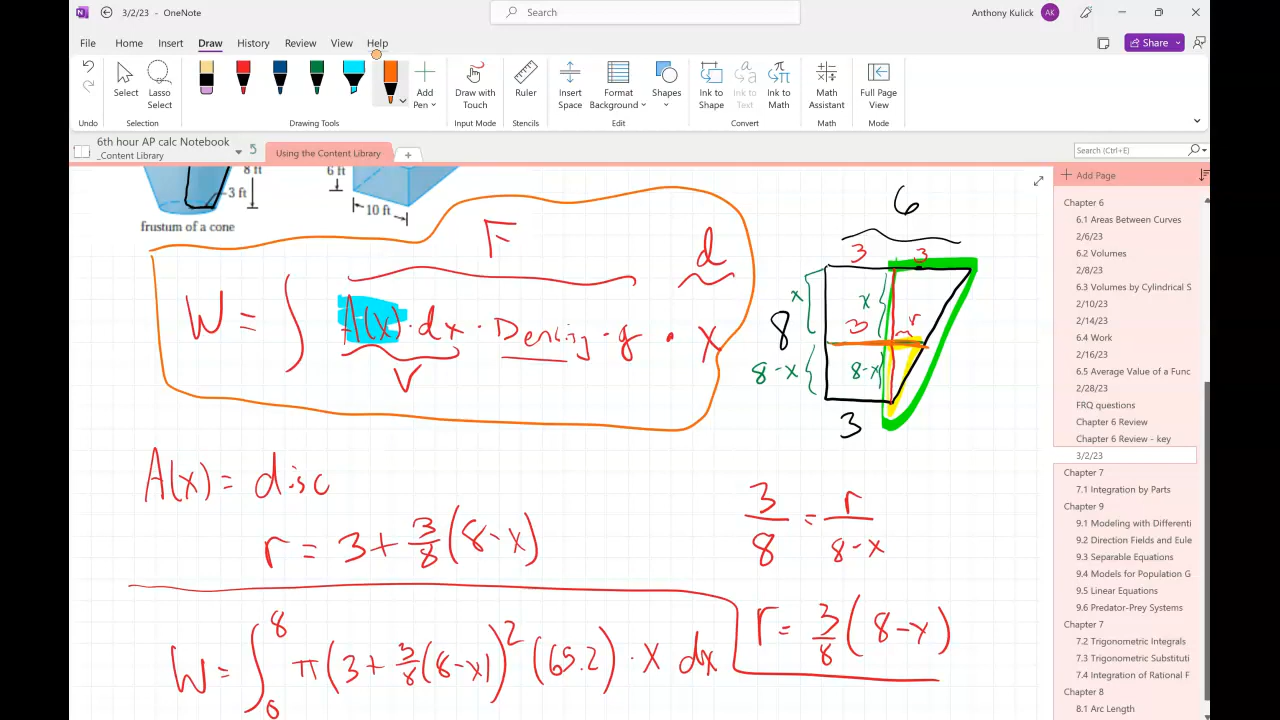 3/2/23 - OneNote
Search
Anthony Kulick
AK
File Home Insert Draw History Review View Help
Share
Undo
Select
Lasso Select
Add Pen
Draw with Touch
Ruler
Insert Space
Format Background
Shapes
Ink to Shape
Ink to Text
Ink to Math
Math Assistant
Full Page View
Undo
Selection
Drawing Tools
Input Mode
Stencils
Edit
Convert
Math
Mode
6th hour AP calc Notebook
_Content Library
5
Using the Content Library
+
Search (Ctrl+E)
Add Page
Chapter 6
6.1 Areas Between Curves
2/6/23
6.2 Volumes
2/8/23
6.3 Volumes by Cylindrical S
2/10/23
2/14/23
6.4 Work
2/16/23
6.5 Average Value of a Func
2/28/23
FRQ questions
Chapter 6 Review
Chapter 6 Review - key
3/2/23
Chapter 7
7.1 Integration by Parts
Chapter 9
9.1 Modeling with Differenti
9.2 Direction Fields and Eule
9.3 Separable Equations
9.4 Models for Population G
9.5 Linear Equations
9.6 Predator-Prey Systems
Chapter 7
7.2 Trigonometric Integrals
7.3 Trigonometric Substituti
7.4 Integration of Rational F
Chapter 8
8.1 Arc Length
8 ft
3 ft
frustum of a cone
6 ft
10 ft
F
d
W = ∫ A(x) · dx · Density · g · x
V
6
3 3
x x
8 3 r
8-x 8-x
3
A(x) = disc
r = 3 + 3/8 (8-x)
3/8 = r/8-x
r = 3/8 (8-x)
W = ∫₀⁸ π(3 + 3/8(8-x))² (65.2) · x dx